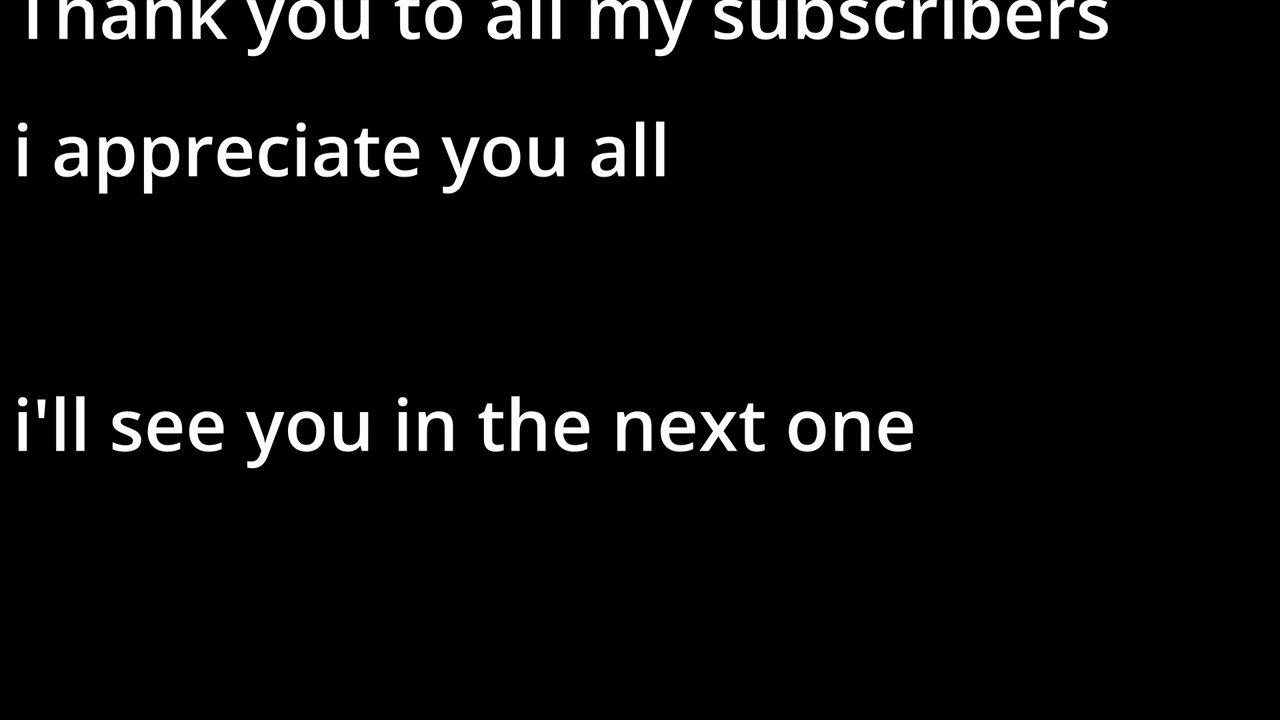 Thank you to all my subscribers
i appreciate you all
i'll see you in the next one